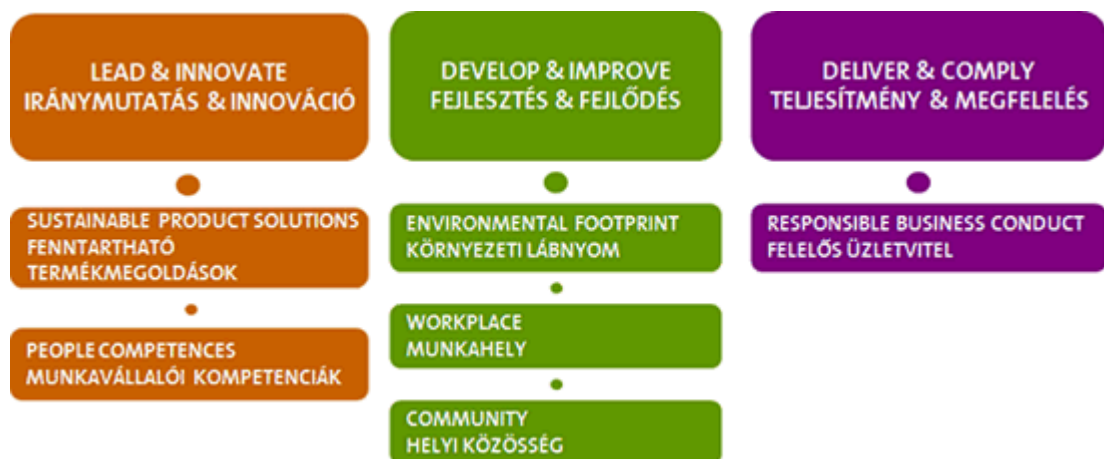 LEAD & INNOVATE
IRÁNYMUTATÁS & INNOVÁCIÓ
SUSTAINABLE PRODUCT SOLUTIONS
FENNTARTHATÓ
TERMÉKMEGOLDÁSOK
PEOPLE COMPETENCES
MUNKAVÁLLALÓI KOMPETENCIÁK
DEVELOP & IMPROVE
FEJLESZTÉS & FEJLŐDÉS
ENVIRONMENTAL FOOTPRINT
KÖRNYEZETI LÁBNYOM
WORKPLACE
MUNKAHELY
COMMUNITY
HELYI KÖZÖSSÉG
DELIVER & COMPLY
TELJESÍTMÉNY & MEGFELELÉS
RESPONSIBLE BUSINESS CONDUCT
FELELŐS ÜZLETVITEL